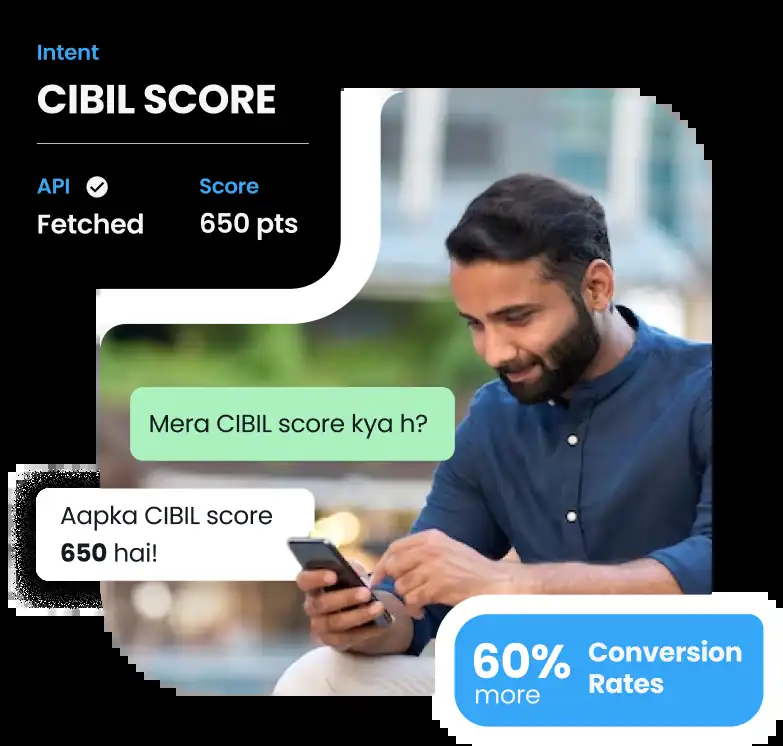 Intent
CIBIL SCORE
API
Score
Fetched
650 pts
Mera CIBIL score kya h?
Aapka CIBIL score
650 hai!
60% Conversion
more Rates